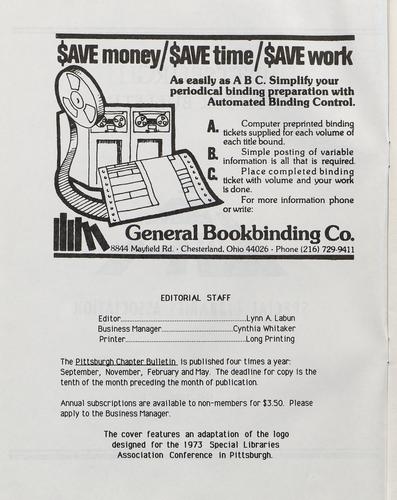 $AVE money/$AVE time/$AVE work
As easily as A B C. Simplify your
periodical binding preparation with
Automated Binding Control.
A. Computer preprinted binding
tickets supplied for each volume of
each title bound.
B. Simple posting of variable
information is all that is required.
C. Place completed binding
ticket with volume and your work
is done.
For more information phone
or write:
General Bookbinding Co.
8844 Mayfield Rd. · Chesterland, Ohio 44026 · Phone (216) 729-9411
EDITORIAL STAFF
Editor..............................Lynn A. Labun
Business Manager..............................Cynthia Whitaker
Printer..............................Long Printing
The Pittsburgh Chapter Bulletin is published four times a year:
September, November, February and May. The deadline for copy is the
tenth of the month preceding the month of publication.
Annual subscriptions are available to non-members for $3.50. Please
apply to the Business Manager.
The cover features an adaptation of the logo
designed for the 1973 Special Libraries
Association Conference in Pittsburgh.